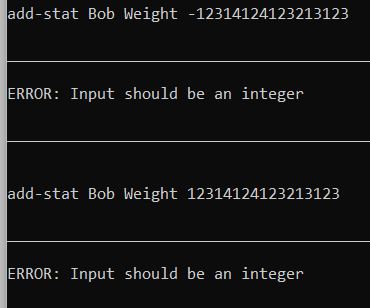 add-stat Bob Weight -12314124123213123
ERROR: Input should be an integer
add-stat Bob Weight 12314124123213123
ERROR: Input should be an integer